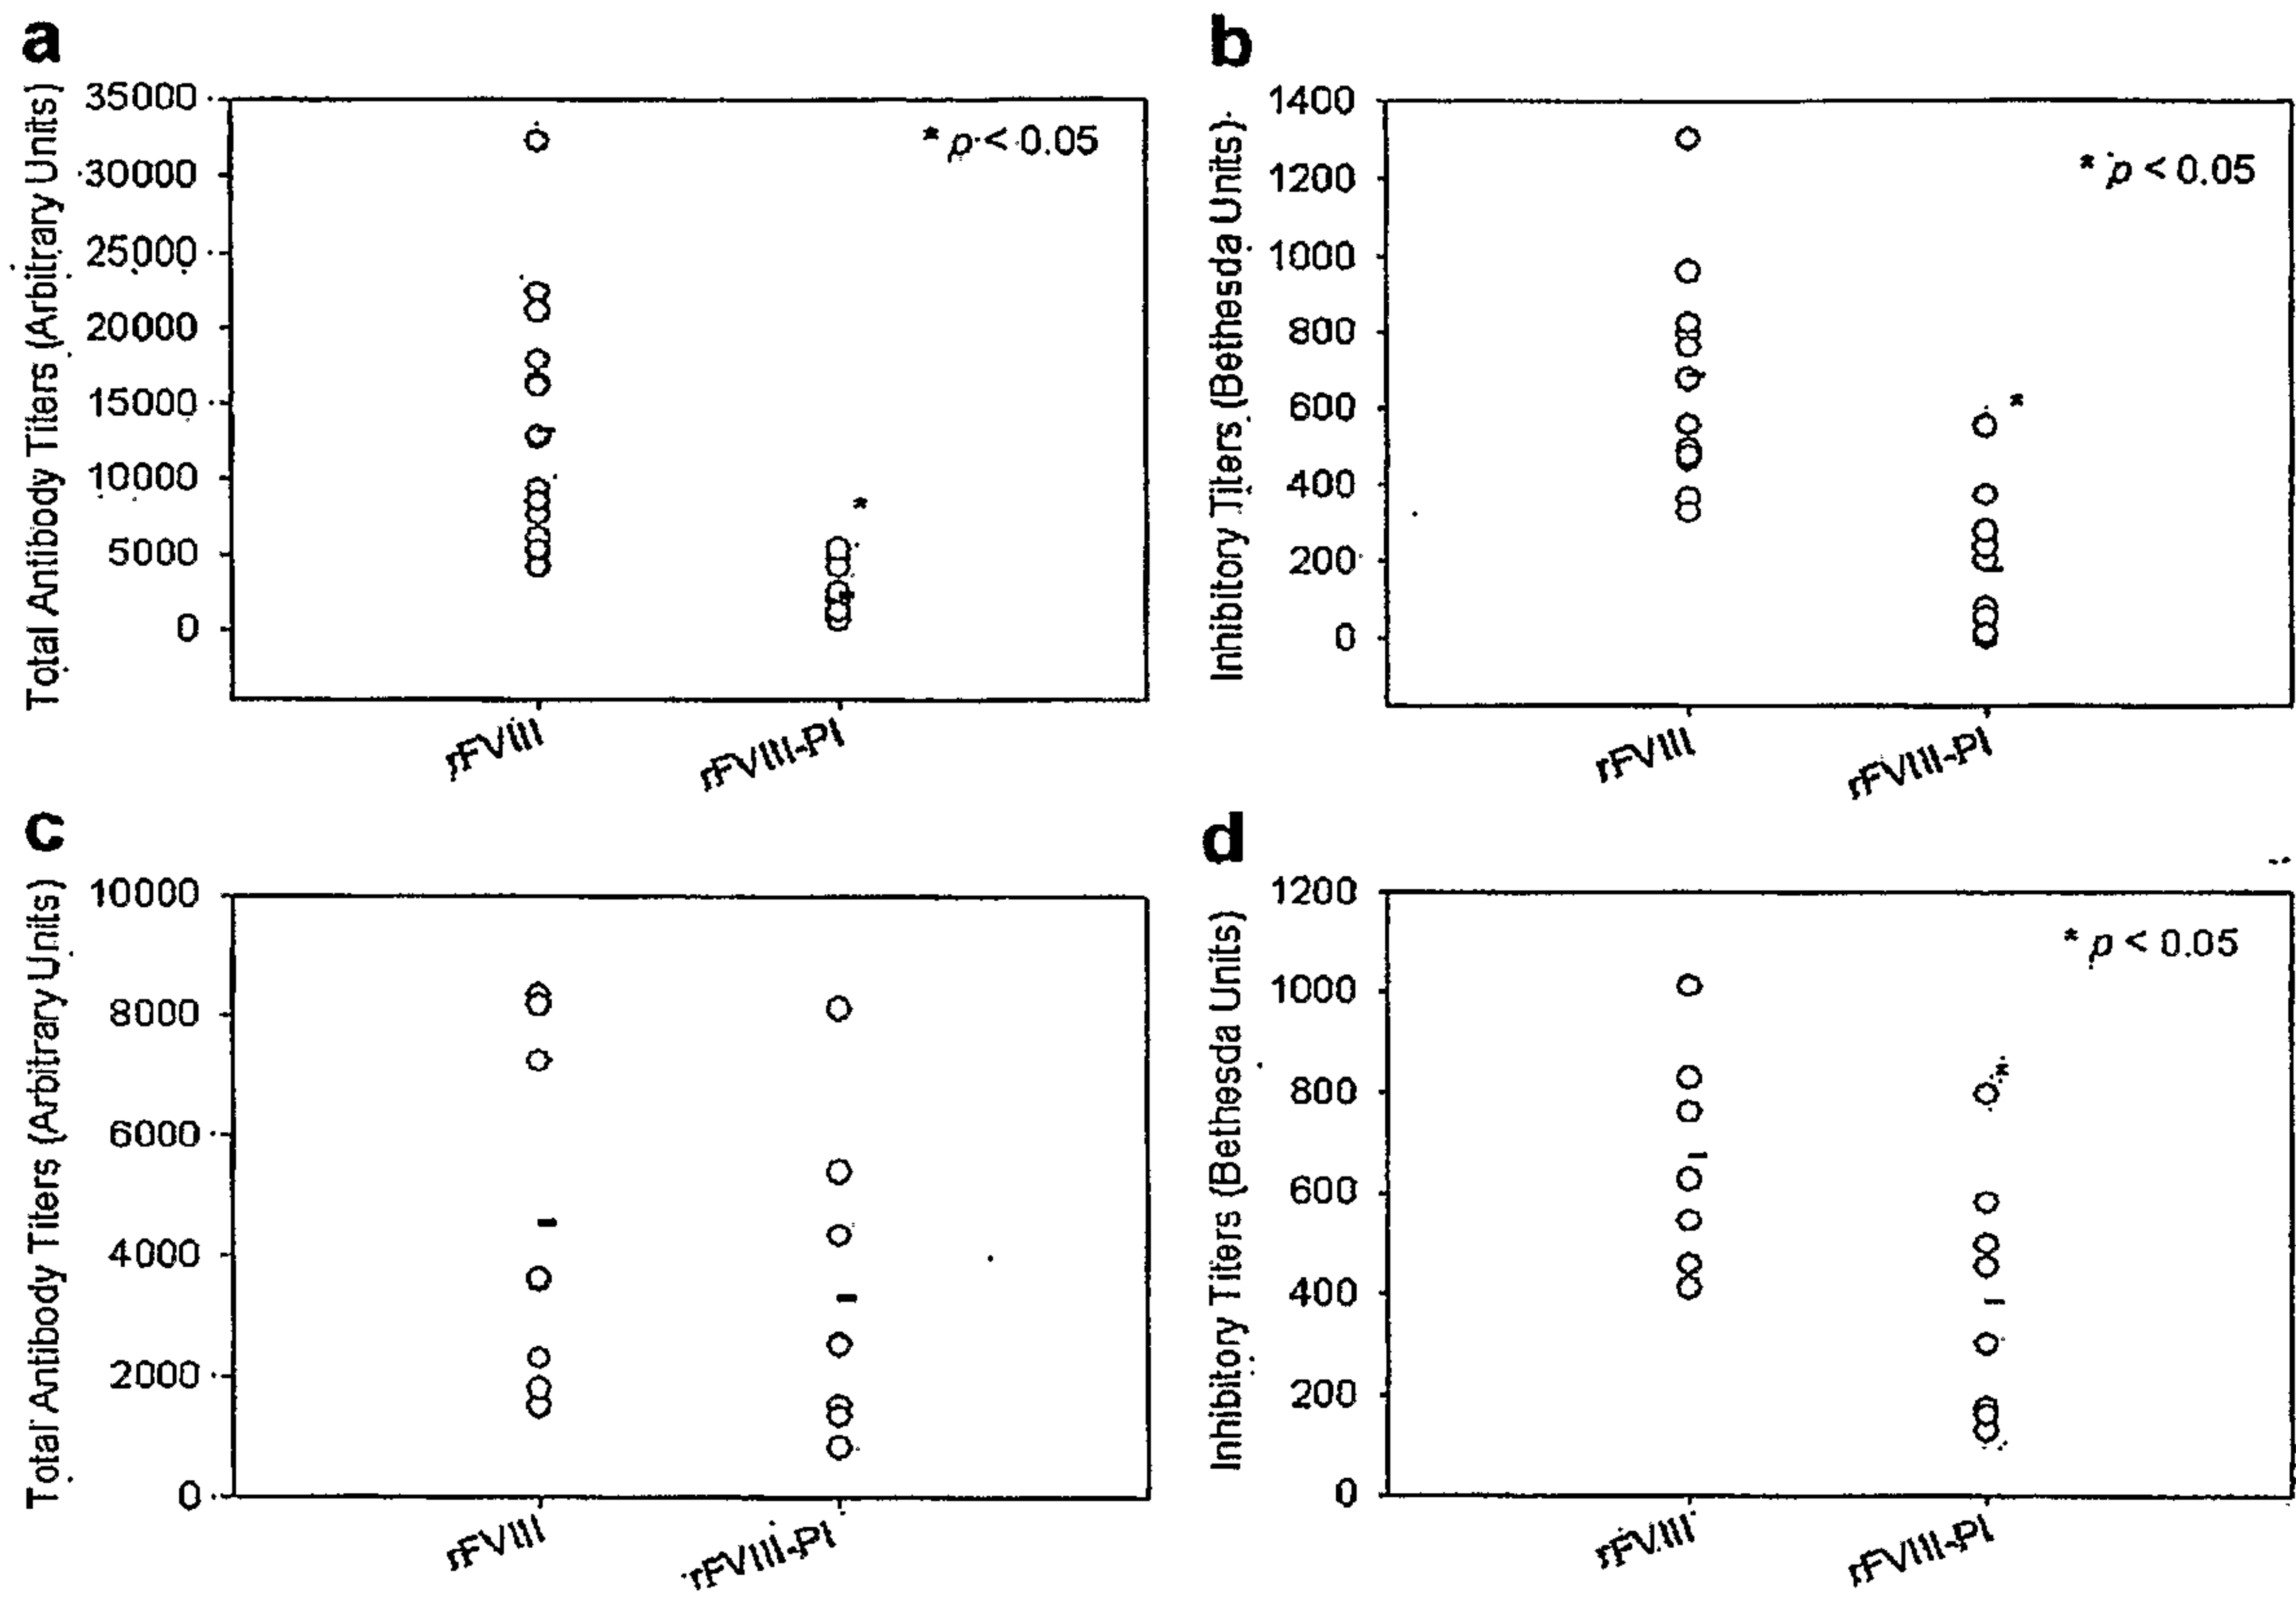 a
Total Antibody Titers (Arbitrary Units)
35000
30000
25000
20000
15000
10000
5000
0
* p < 0.05
*
rFVIII
rFVIII-PI
b
Inhibitory Titers (Bethesda Units)
1400
1200
1000
800
600
400
200
0
* p < 0.05
*
rFVIII
rFVIII-PI
c
Total Antibody Titers (Arbitrary Units)
10000
8000
6000
4000
2000
0
rFVIII
rFVIII-PI
d
Inhibitory Titers (Bethesda Units)
1200
1000
800
600
400
200
0
* p < 0.05
*
rFVIII
rFVIII-PI